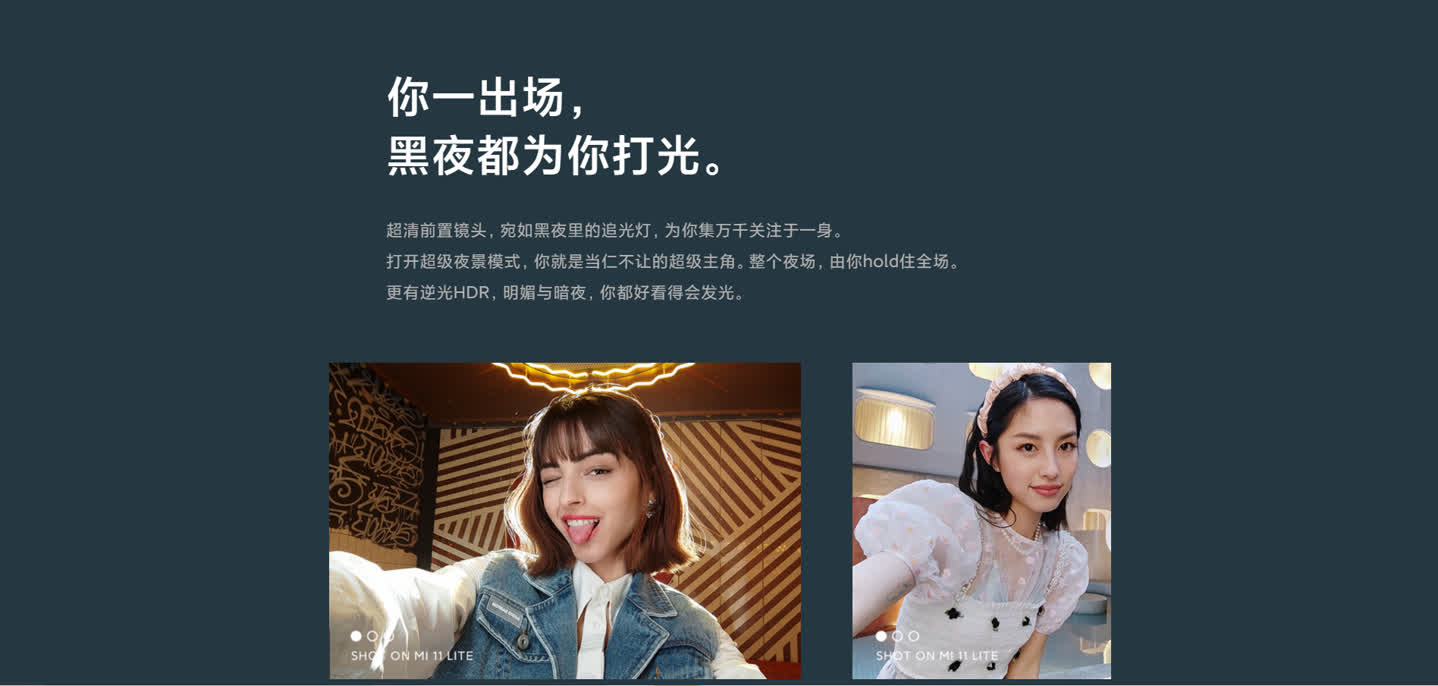 你一出场，
黑夜都为你打光。
超清前置镜头，宛如黑夜里的追光灯，为你集万千关注于一身。
打开超级夜景模式，你就是当仁不让的超级主角。整个夜场，由你hold住全场。
更有逆光HDR，明媚与暗夜，你都好看得会发光。
SHOT ON MI 11 LITE
SHOT ON MI 11 LITE